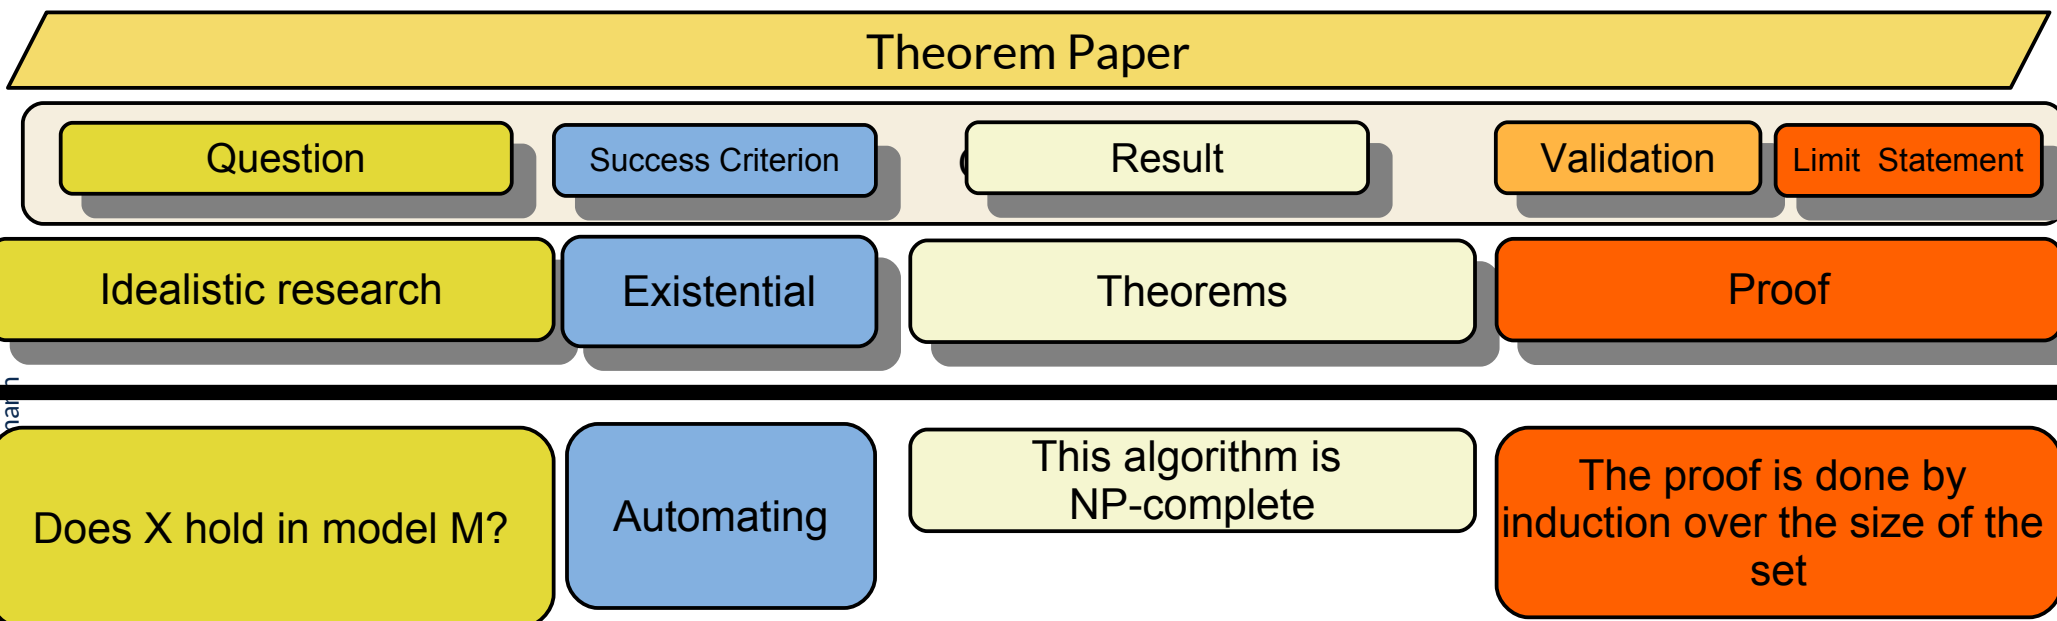 Theorem Paper
Question
Success Criterion
Result
Validation
Limit Statement
Idealistic research
Existential
Theorems
Proof
Does X hold in model M?
Automating
This algorithm is
NP-complete
The proof is done by
induction over the size of the
set